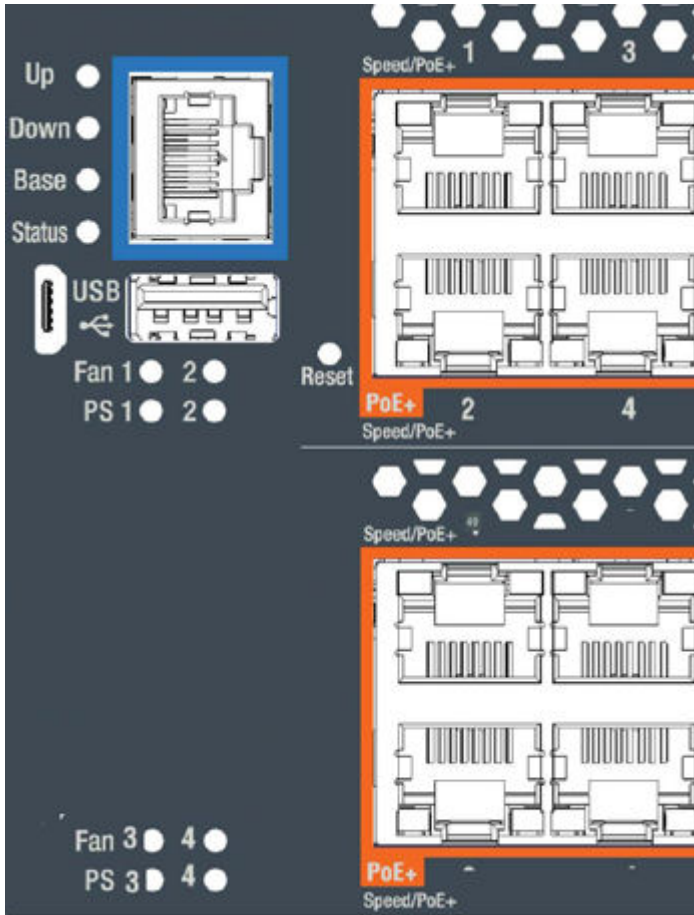 1 3
Speed/PoE+
Up
Down
Base
Status
USB
Fan 1 2
PS 1 2
Reset
PoE+ 2 4
Speed/PoE+
Speed/PoE+ 49
Fan 3 4
PS 3 4
PoE+
Speed/PoE+